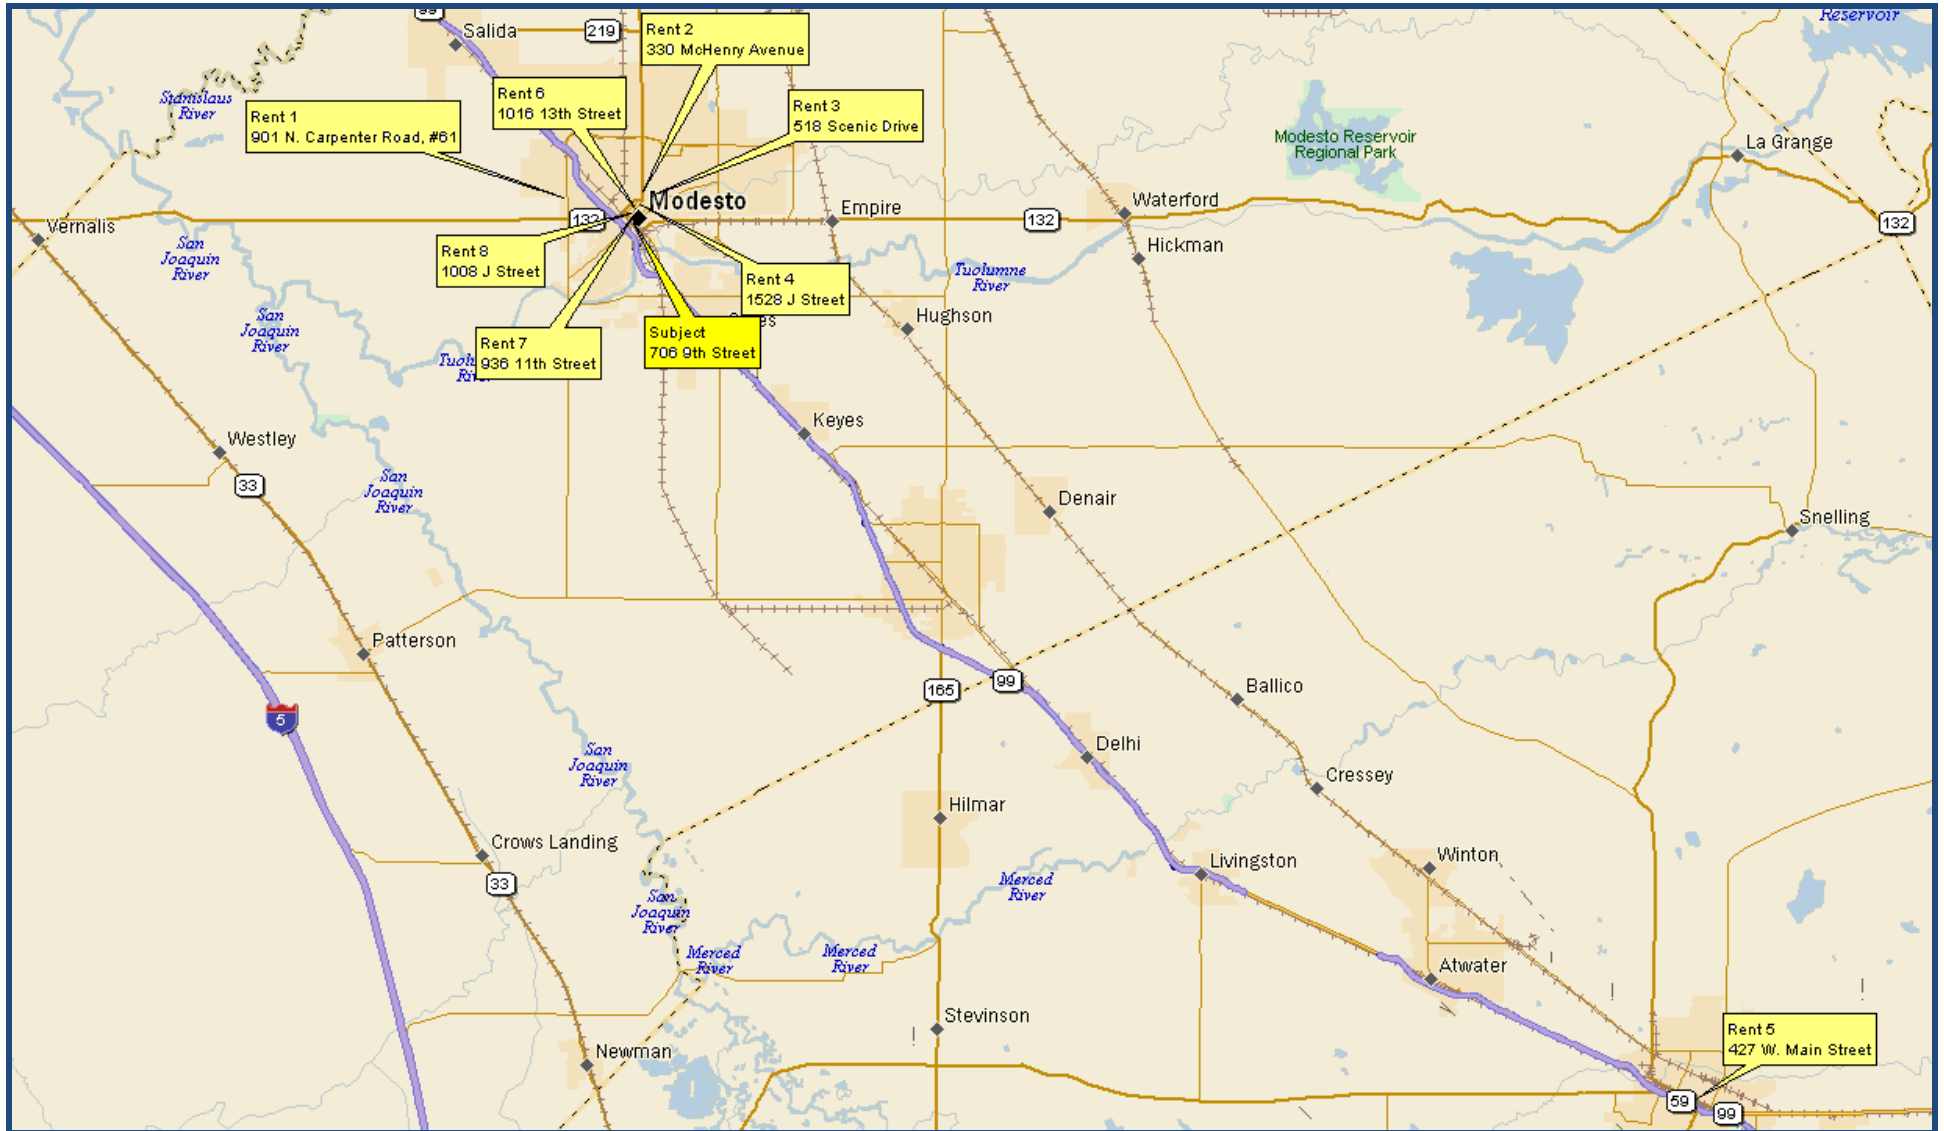 99
Salida
219
Rent 2
330 McHenry Avenue
Reservoir
Stanislaus
River
Rent 6
1016 13th Street
Rent 1
901 N. Carpenter Road, #61
Rent 3
518 Scenic Drive
Modesto Reservoir
Regional Park
La Grange
Vernalis
132
Modesto
Empire
132
Waterford
132
Hickman
San
Joaquin
River
Rent 8
1008 J Street
Rent 4
1528 J Street
Tuolumne
River
San
Joaquin
River
Hughson
Subject
706 9th Street
Rent 7
936 11th Street
Keyes
Westley
33
San
Joaquin
River
Denair
Snelling
Patterson
165
99
Ballico
5
Delhi
San
Joaquin
River
Cressey
Hilmar
Crows Landing
33
Livingston
Winton
Merced
River
San
Joaquin
River
Merced
River
Merced
River
Atwater
Stevinson
Rent 5
427 W. Main Street
Newman
59
99